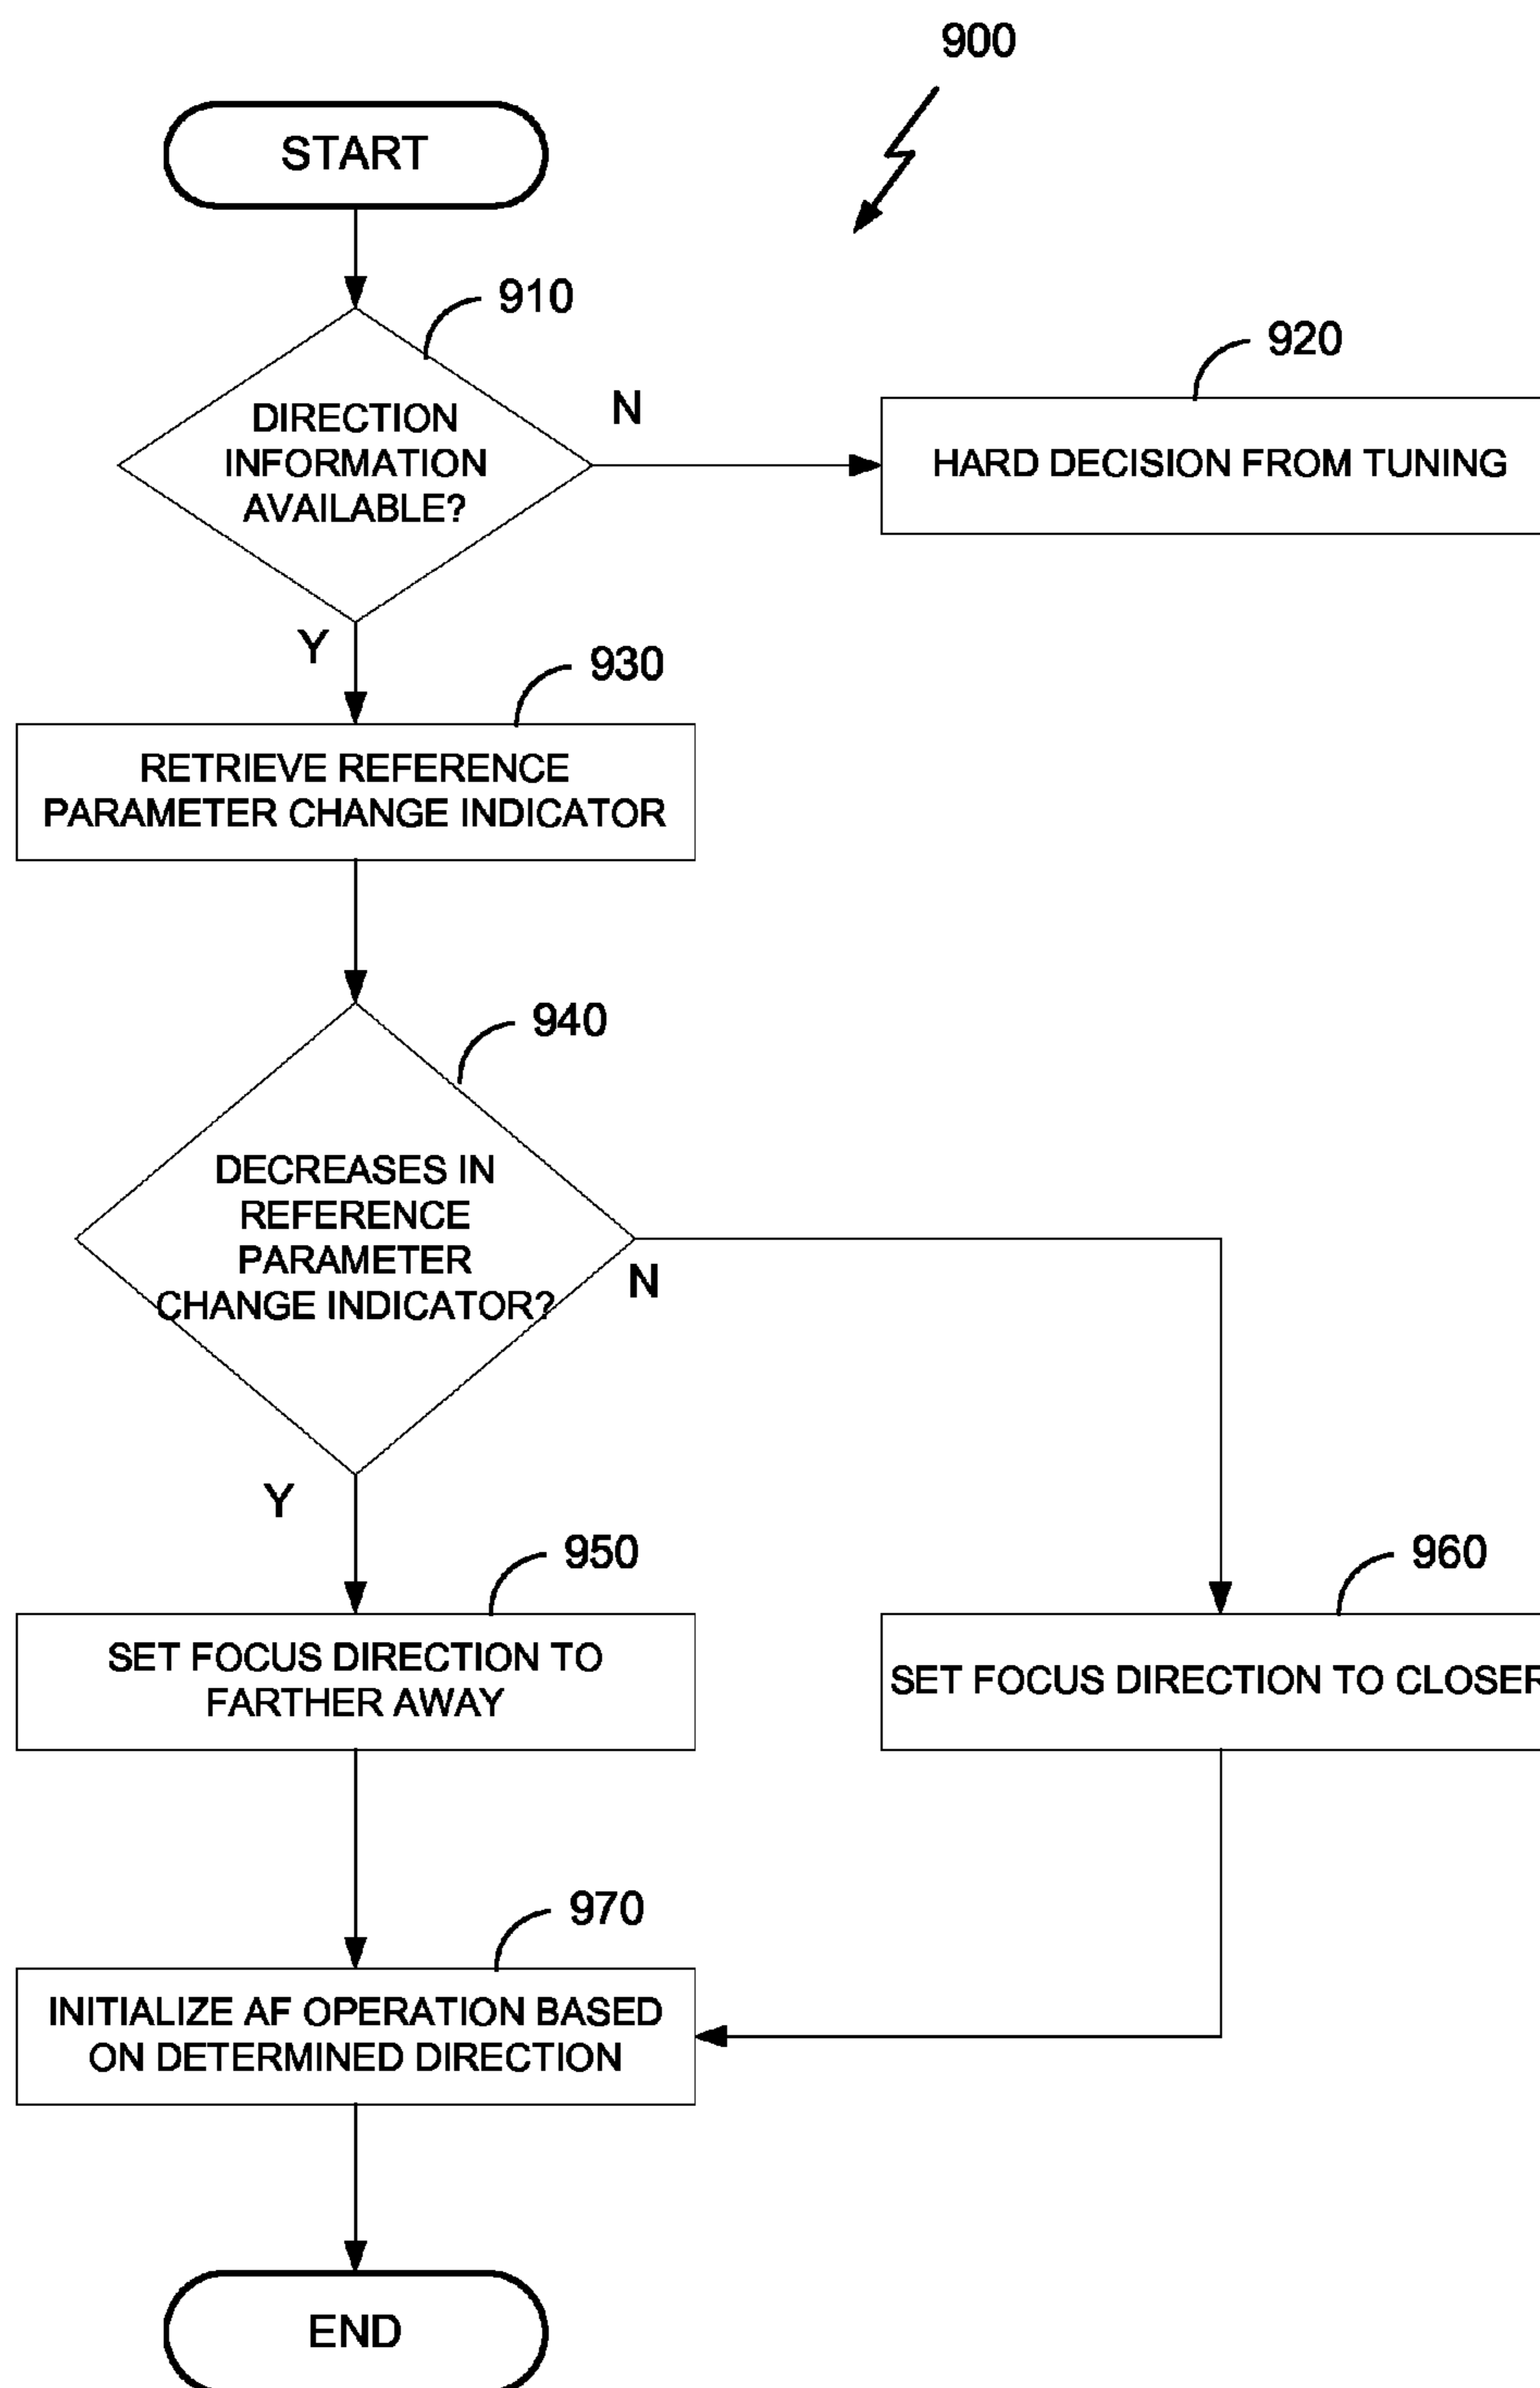 900
START
910
DIRECTION
INFORMATION
AVAILABLE?
N
920
HARD DECISION FROM TUNING
Y
930
RETRIEVE REFERENCE
PARAMETER CHANGE INDICATOR
940
DECREASES IN
REFERENCE
PARAMETER
CHANGE INDICATOR?
N
Y
950
SET FOCUS DIRECTION TO
FARTHER AWAY
960
SET FOCUS DIRECTION TO CLOSER
970
INITIALIZE AF OPERATION BASED
ON DETERMINED DIRECTION
END